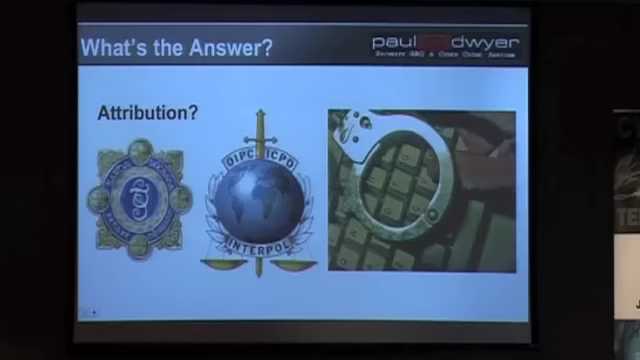 What's the Answer?
paul dwyer
Attribution?
OIPC ICPO
INTERPOL